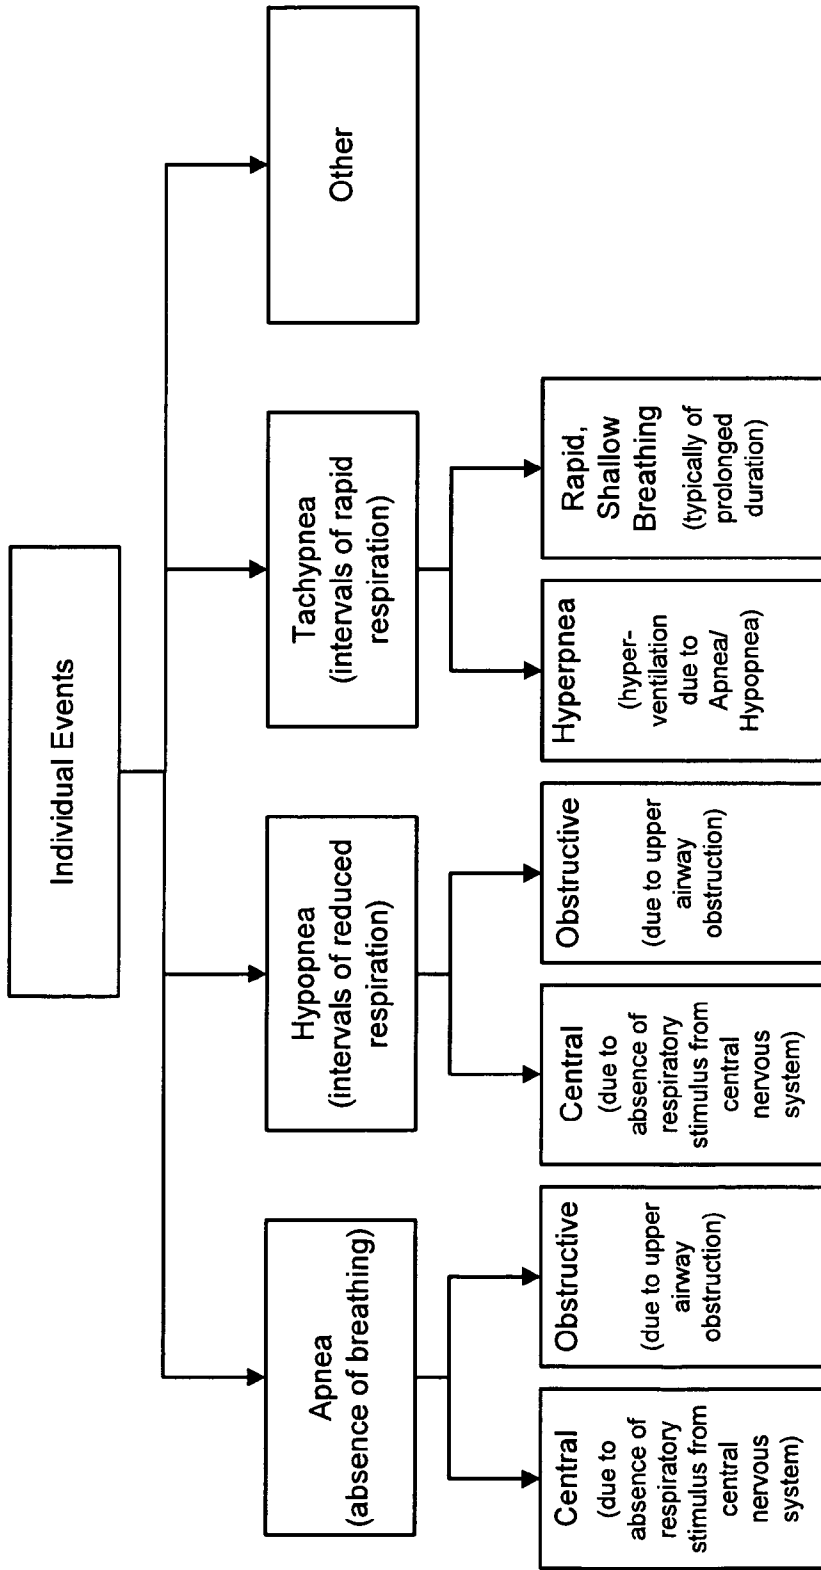 Individual Events
Apnea
(absence of breathing)
Hypopnea
(intervals of reduced
respiration)
Tachypnea
(intervals of rapid
respiration)
Other
Central
(due to
absence of
respiratory
stimulus from
central
nervous
system)
Obstructive
(due to upper
airway
obstruction)
Central
(due to
absence of
respiratory
stimulus from
central
nervous
system)
Obstructive
(due to upper
airway
obstruction)
Hyperpnea
(hyper-
ventilation
due to
Apnea/
Hypopnea)
Rapid,
Shallow
Breathing
(typically of
prolonged
duration)